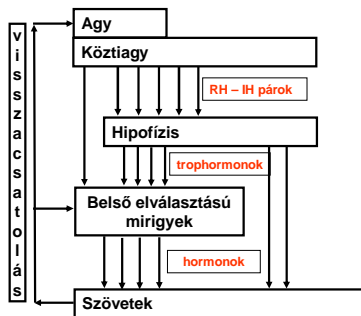 visszacsatolás
Agy
Köztiagy
RH – IH párok
Hipofízis
trophormonok
Belső elválasztású
mirigyek
hormonok
Szövetek